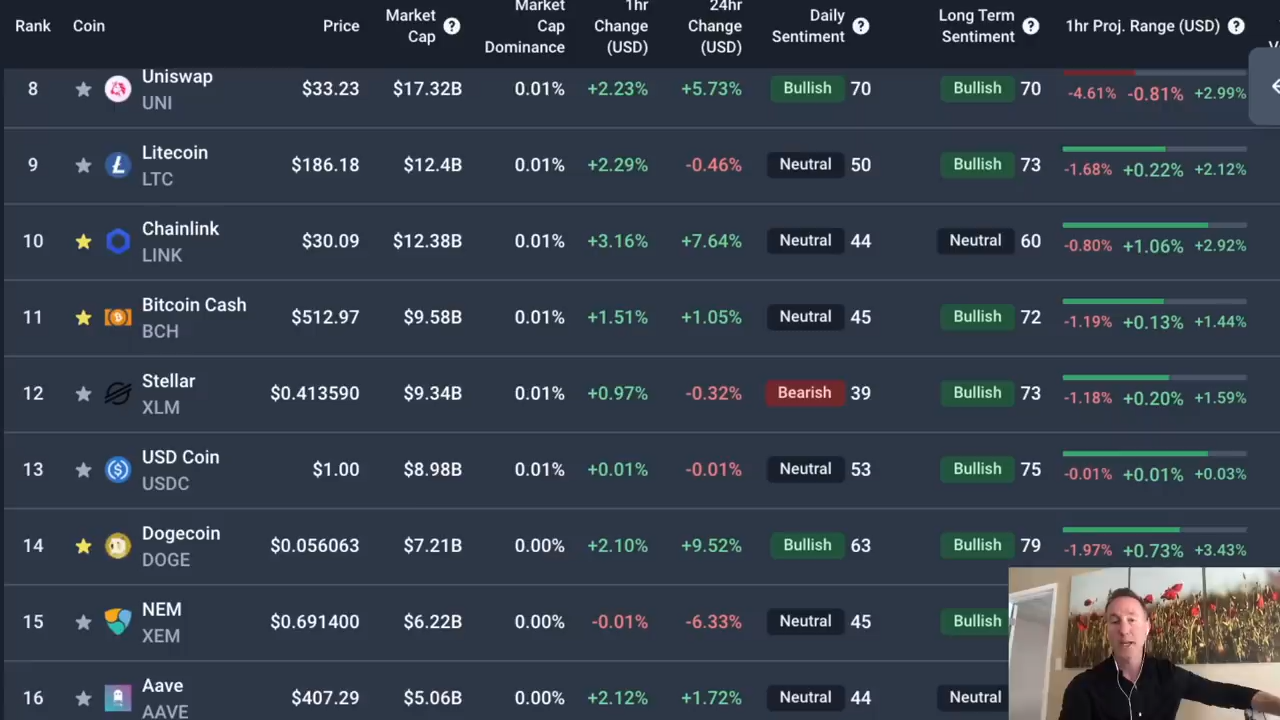 Rank Coin Price Market Cap Market Cap Dominance 1hr Change (USD) 24hr Change (USD) Daily Sentiment Long Term Sentiment 1hr Proj. Range (USD)
8 Uniswap UNI $33.23 $17.32B 0.01% +2.23% +5.73% Bullish 70 Bullish 70 -4.61% -0.81% +2.99%
9 Litecoin LTC $186.18 $12.4B 0.01% +2.29% -0.46% Neutral 50 Bullish 73 -1.68% +0.22% +2.12%
10 Chainlink LINK $30.09 $12.38B 0.01% +3.16% +7.64% Neutral 44 Neutral 60 -0.80% +1.06% +2.92%
11 Bitcoin Cash BCH $512.97 $9.58B 0.01% +1.51% +1.05% Neutral 45 Bullish 72 -1.19% +0.13% +1.44%
12 Stellar XLM $0.413590 $9.34B 0.01% +0.97% -0.32% Bearish 39 Bullish 73 -1.18% +0.20% +1.59%
13 USD Coin USDC $1.00 $8.98B 0.01% +0.01% -0.01% Neutral 53 Bullish 75 -0.01% +0.01% +0.03%
14 Dogecoin DOGE $0.056063 $7.21B 0.00% +2.10% +9.52% Bullish 63 Bullish 79 -1.97% +0.73% +3.43%
15 NEM XEM $0.691400 $6.22B 0.00% -0.01% -6.33% Neutral 45 Bullish
16 Aave AAVE $407.29 $5.06B 0.00% +2.12% +1.72% Neutral 44 Neutral